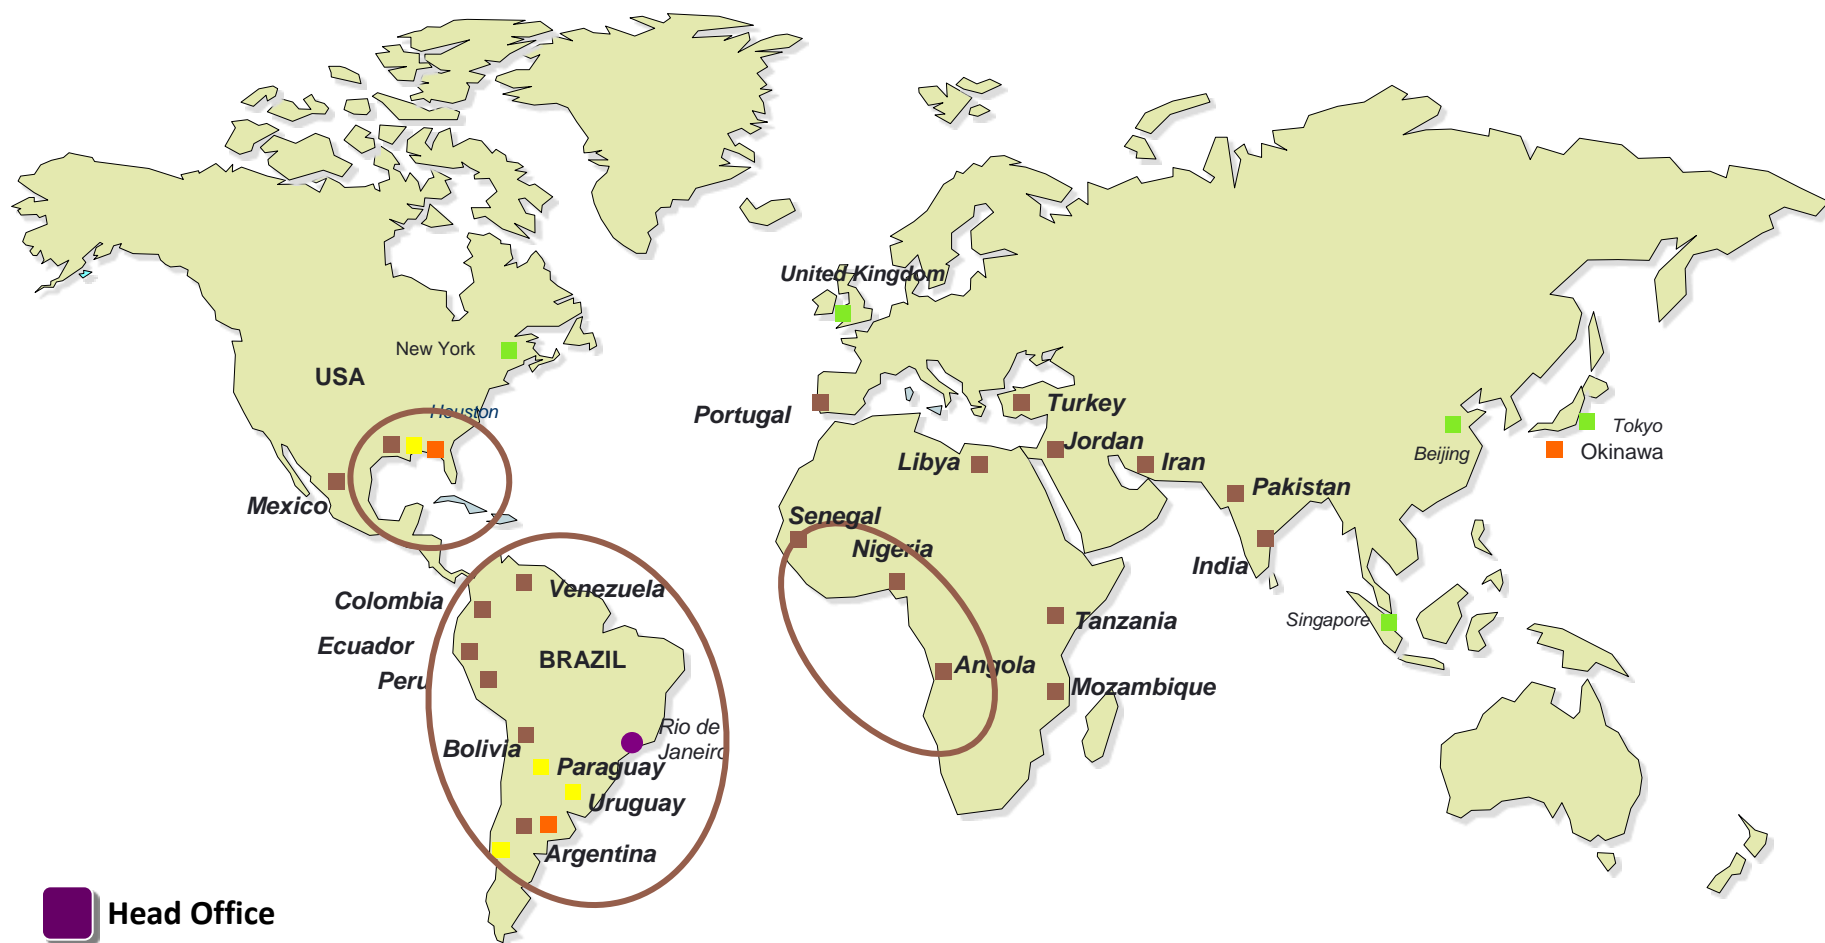 United Kingdom
New York
USA
Houston
Portugal
Turkey
Tokyo
Jordan
Beijing
Okinawa
Libya
Iran
Mexico
Pakistan
Senegal
Nigeria
India
Venezuela
Colombia
Tanzania
Singapore
Ecuador
BRAZIL
Angola
Peru
Mozambique
Rio de
Janeiro
Bolivia
Paraguay
Uruguay
Argentina
Head Office